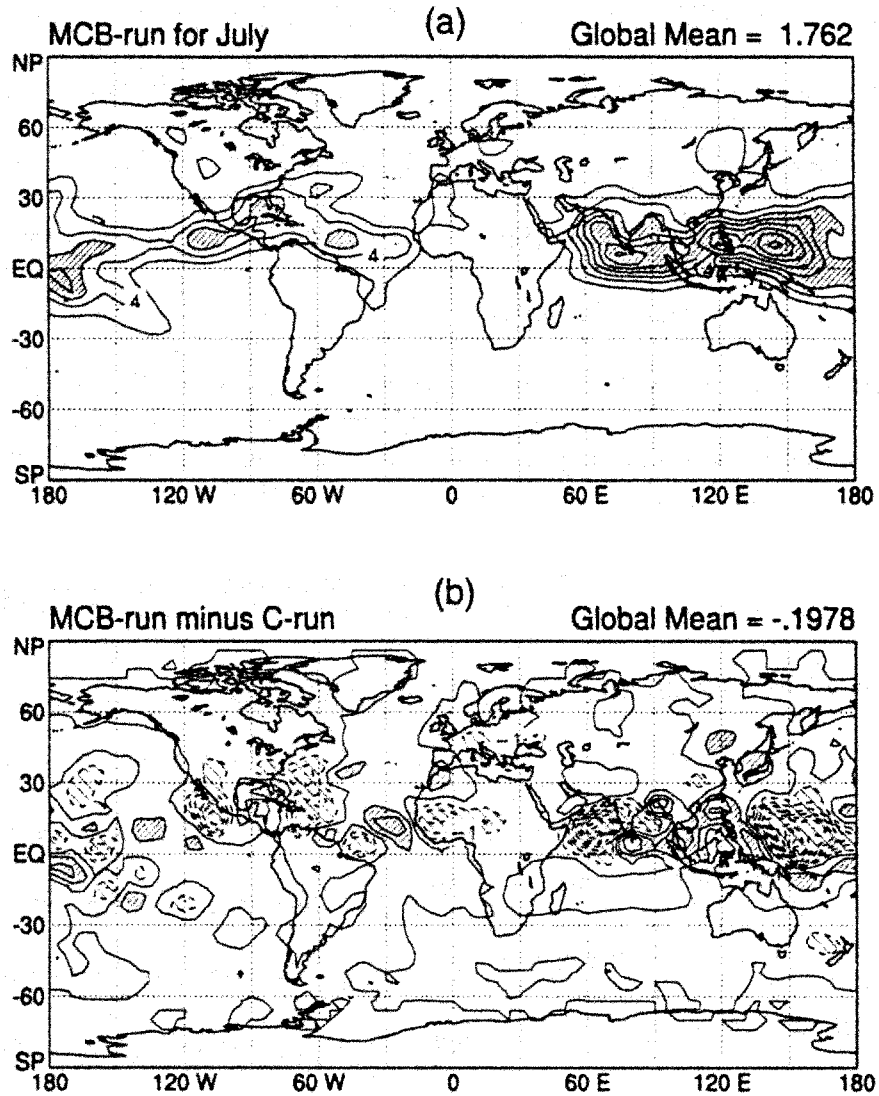 (a)
MCB-run for July Global Mean = 1.762
NP
60
30
EQ
-30
-60
SP
4
4
180 120 W 60 W 0 60 E 120 E 180
(b)
MCB-run minus C-run Global Mean = -.1978
NP
60
30
EQ
-30
-60
SP
180 120 W 60 W 0 60 E 120 E 180